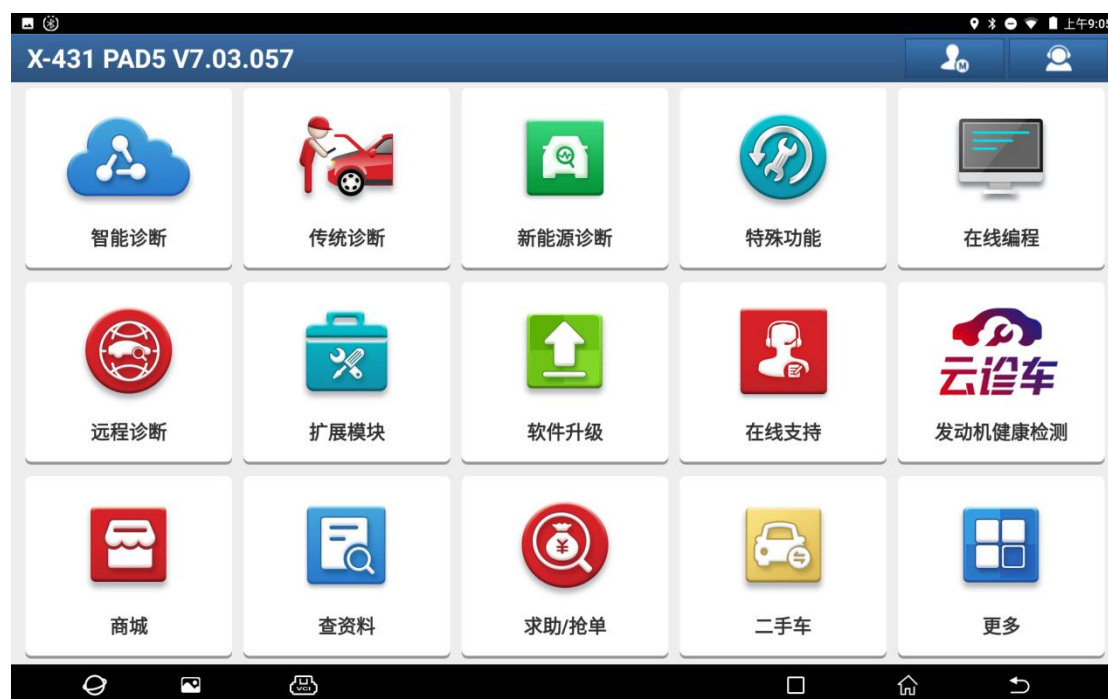 上午9:05
X-431 PAD5 V7.03.057
M
智能诊断
传统诊断
新能源诊断
特殊功能
在线编程
云诊车
远程诊断
扩展模块
软件升级
在线支持
发动机健康检测
¥
商城
查资料
求助/抢单
二手车
更多
VCI